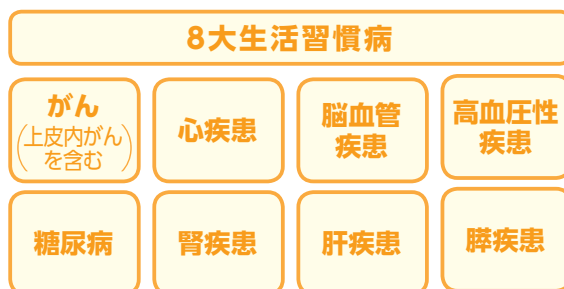 8大生活習慣病
がん
(上皮内がん
を含む)
心疾患
脳血管
疾患
高血圧性
疾患
糖尿病
腎疾患
肝疾患
膵疾患